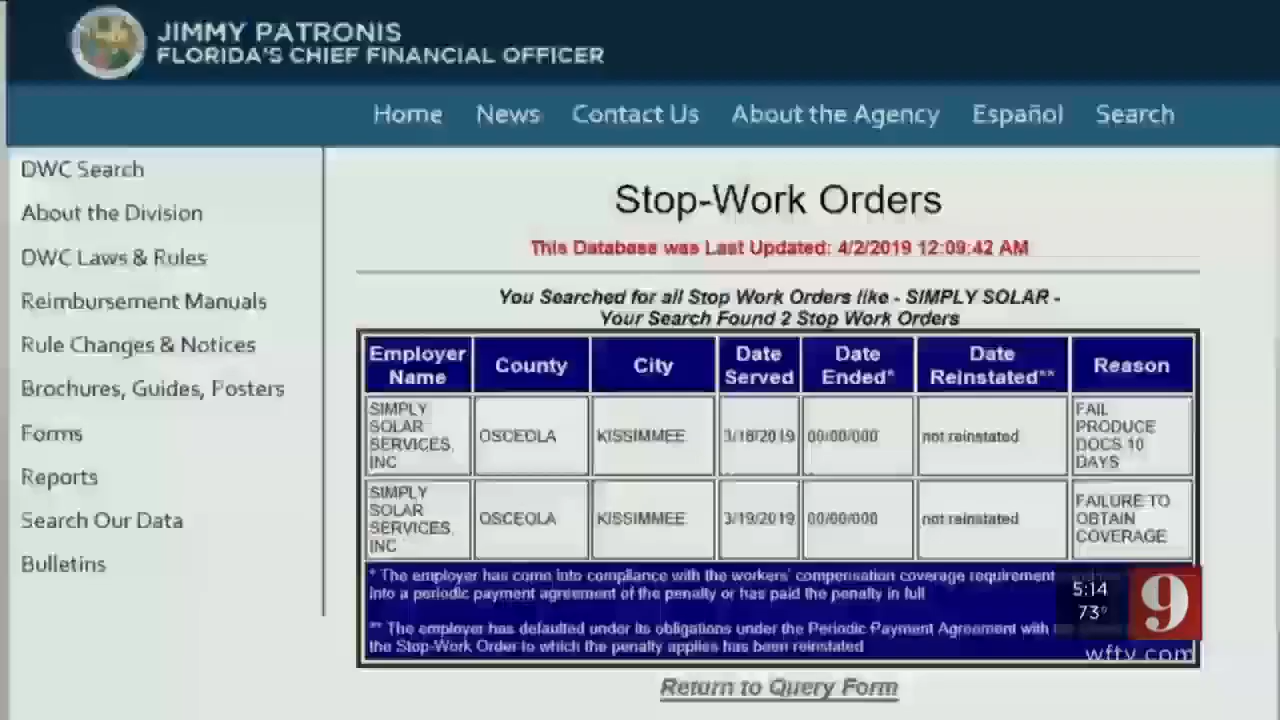 JIMMY PATRONIS
FLORIDA'S CHIEF FINANCIAL OFFICER
Home News Contact Us About the Agency Español Search
DWC Search
About the Division
DWC Laws & Rules
Reimbursement Manuals
Rule Changes & Notices
Brochures, Guides, Posters
Forms
Reports
Search Our Data
Bulletins
Stop-Work Orders
This Database was Last Updated: 4/2/2019 12:09:42 AM
You Searched for all Stop Work Orders like - SIMPLY SOLAR -
Your Search Found 2 Stop Work Orders
Employer Name County City Date Served Date Ended* Date Reinstated** Reason
SIMPLY SOLAR SERVICES, INC OSCEOLA KISSIMMEE 3/18/2019 00/00/000 not reinstated FAIL PRODUCE DOCS 10 DAYS
SIMPLY SOLAR SERVICES, INC OSCEOLA KISSIMMEE 3/19/2019 00/00/000 not reinstated FAILURE TO OBTAIN COVERAGE
* The employer has come into compliance with the workers' compensation coverage requirement
into a periodic payment agreement of the penalty or has paid the penalty in full
** The employer has defaulted under its obligations under the Periodic Payment Agreement with
the Stop-Work Order to which the penalty applies has been reinstated
Return to Query Form
5:14
73°
9
wftv.com